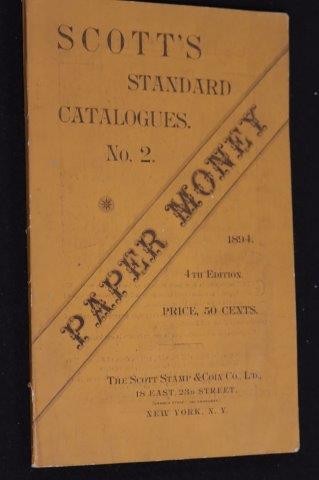 SCOTT'S
STANDARD
CATALOGUES.
No. 2.
PAPER MONEY
1894.
4TH EDITION.
PRICE, 50 CENTS.
THE SCOTT STAMP & COIN CO., L'D.,
18 EAST, 23D STREET,
NEW YORK, N. Y.